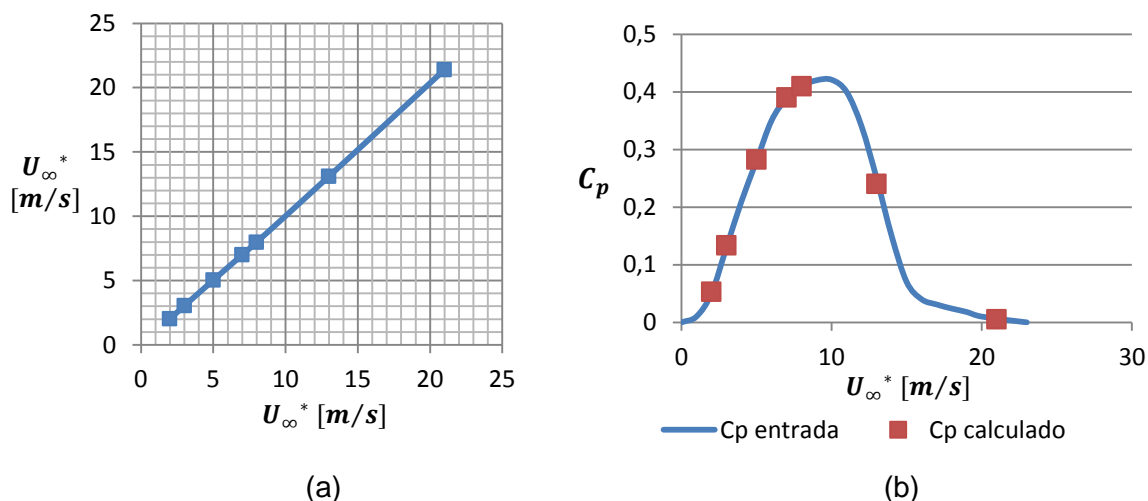 25
20
15
10
5
0
U∞*
[m/s]
0 5 10 15 20 25
U∞* [m/s]
(a)
0,5
0,4
0,3
0,2
0,1
0
Cp
0 10 20 30
U∞* [m/s]
Cp entrada Cp calculado
(b)